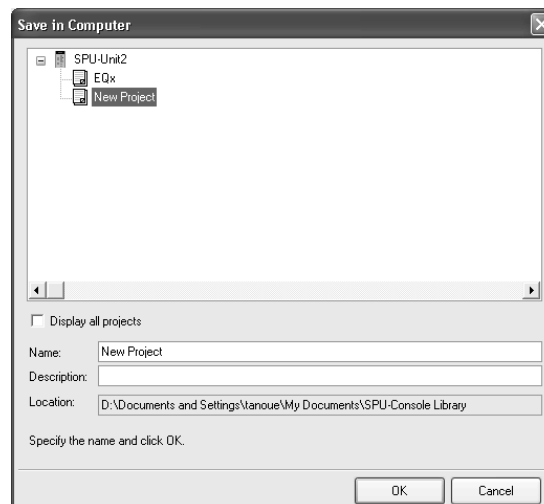 Save in Computer
SPU-Unit2
EQx
New Project
Display all projects
Name: New Project
Description:
Location: D:\Documents and Settings\tanoue\My Documents\SPU-Console Library
Specify the name and click OK.
OK Cancel